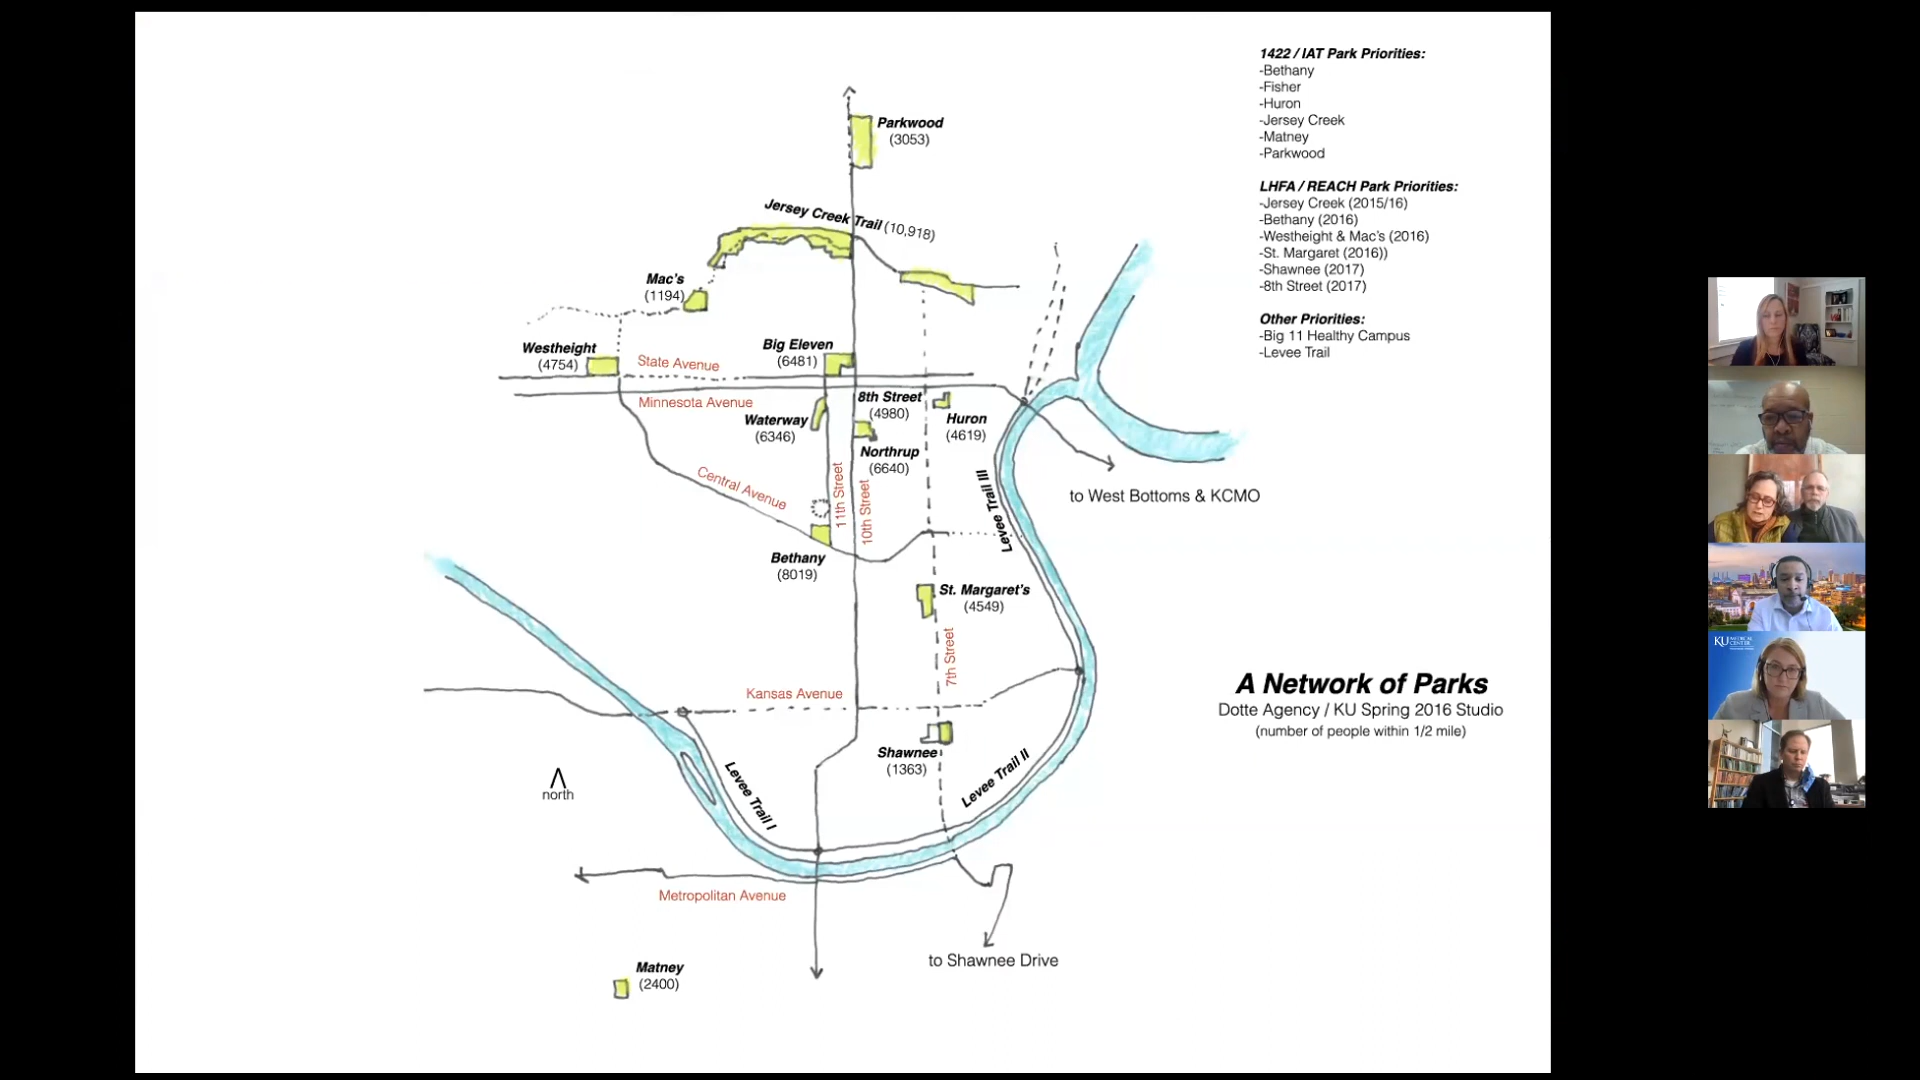 1422 / IAT Park Priorities:
-Bethany
-Fisher
-Huron
-Jersey Creek
-Matney
-Parkwood
LHFA / REACH Park Priorities:
-Jersey Creek (2015/16)
-Bethany (2016)
-Westheight & Mac's (2016)
-St. Margaret (2016))
-Shawnee (2017)
-8th Street (2017)
Other Priorities:
-Big 11 Healthy Campus
-Levee Trail
Parkwood
(3053)
Jersey Creek Trail (10,918)
Mac's
(1194)
Westheight
(4754)
State Avenue
Big Eleven
(6481)
Minnesota Avenue
Waterway
(6346)
8th Street
(4980)
Huron
(4619)
Northrup
(6640)
Central Avenue
11th Street
10th Street
Levee Trail III
to West Bottoms & KCMO
Bethany
(8019)
St. Margaret's
(4549)
7th Street
Kansas Avenue
Shawnee
(1363)
Levee Trail I
Levee Trail II
north
Metropolitan Avenue
to Shawnee Drive
Matney
(2400)
A Network of Parks
Dotte Agency / KU Spring 2016 Studio
(number of people within 1/2 mile)
KU MEDICAL
CENTER